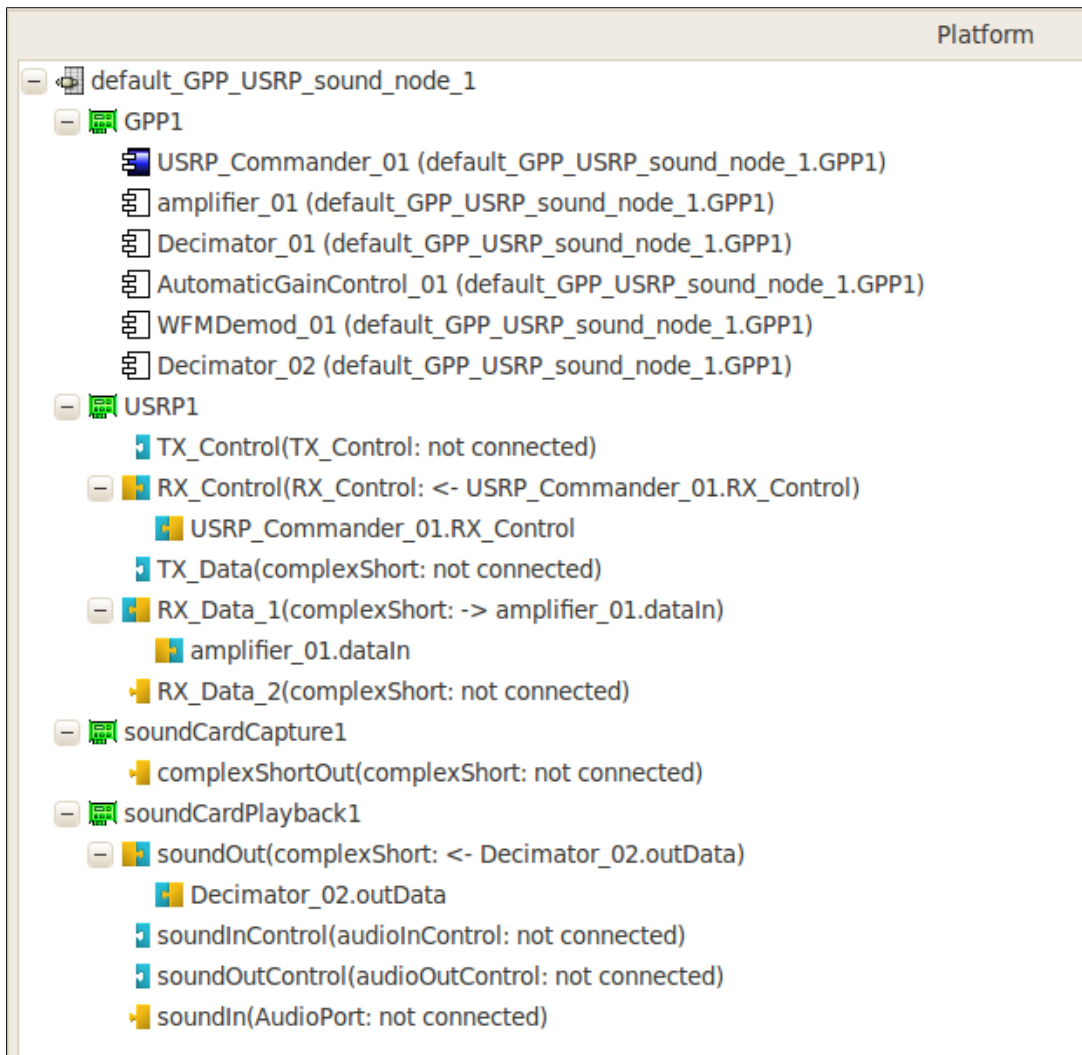 Platform
default_GPP_USRP_sound_node_1
GPP1
USRP_Commander_01 (default_GPP_USRP_sound_node_1.GPP1)
amplifier_01 (default_GPP_USRP_sound_node_1.GPP1)
Decimator_01 (default_GPP_USRP_sound_node_1.GPP1)
AutomaticGainControl_01 (default_GPP_USRP_sound_node_1.GPP1)
WFMDemod_01 (default_GPP_USRP_sound_node_1.GPP1)
Decimator_02 (default_GPP_USRP_sound_node_1.GPP1)
USRP1
TX_Control(TX_Control: not connected)
RX_Control(RX_Control: <- USRP_Commander_01.RX_Control)
USRP_Commander_01.RX_Control
TX_Data(complexShort: not connected)
RX_Data_1(complexShort: -> amplifier_01.dataIn)
amplifier_01.dataIn
RX_Data_2(complexShort: not connected)
soundCardCapture1
complexShortOut(complexShort: not connected)
soundCardPlayback1
soundOut(complexShort: <- Decimator_02.outData)
Decimator_02.outData
soundInControl(audioInControl: not connected)
soundOutControl(audioOutControl: not connected)
soundIn(AudioPort: not connected)